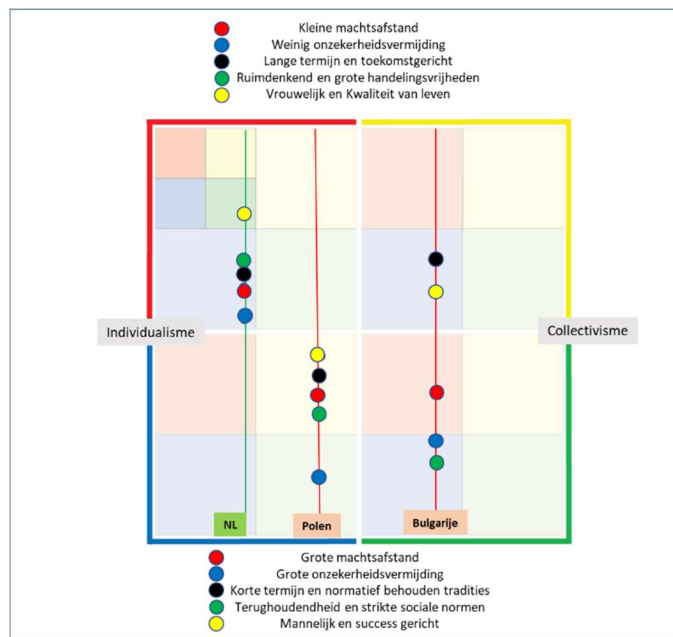 Kleine machtsafstand
Weinig onzekerheidsvermijding
Lange termijn en toekomstgericht
Ruimdenkend en grote handelingsvrijheden
Vrouwelijk en Kwaliteit van leven
Individualisme
Collectivisme
NL
Polen
Bulgarije
Grote machtsafstand
Grote onzekerheidsvermijding
Korte termijn en normatief behouden tradities
Terughoudendheid en strikte sociale normen
Mannelijk en success gericht